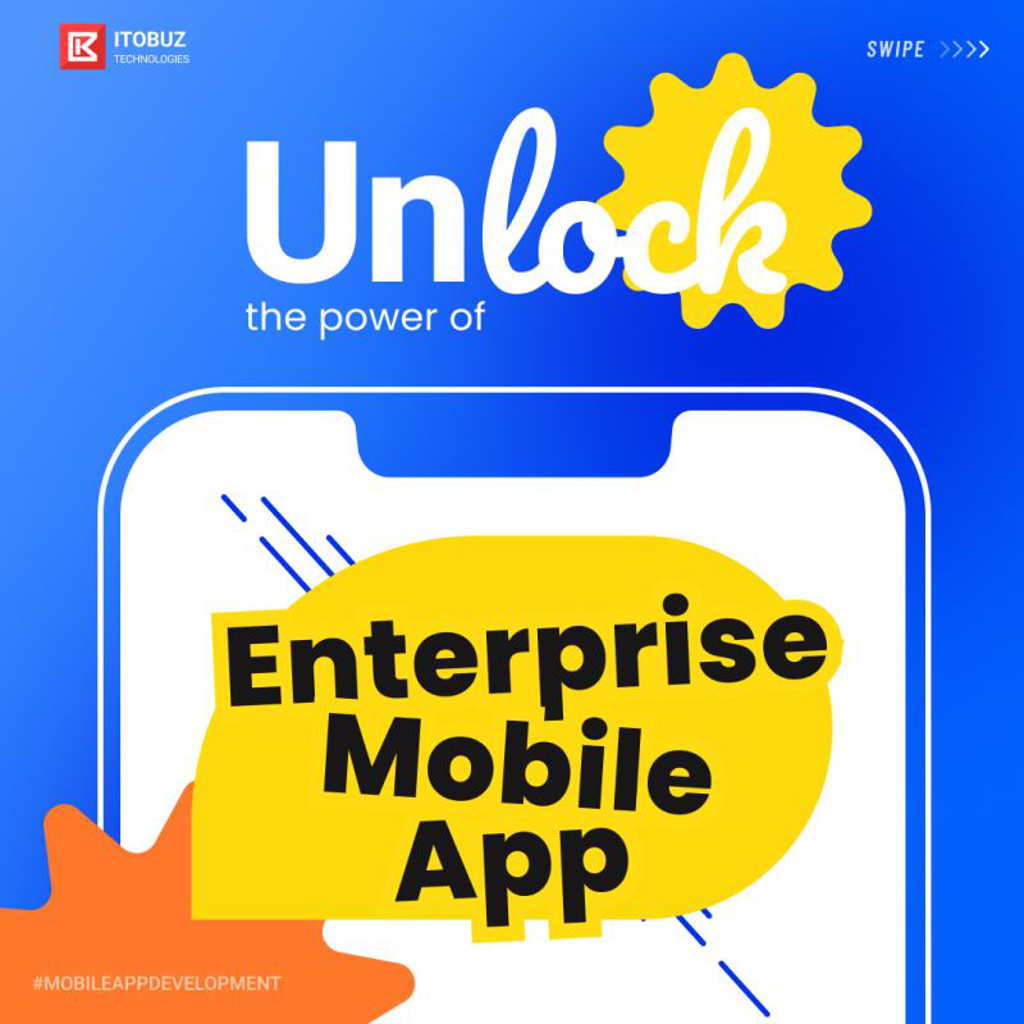 ITOBUZ
TECHNOLOGIES
SWIPE >>>>
Unlock
the power of
Enterprise
Mobile
App
#MOBILEAPPDEVELOPMENT